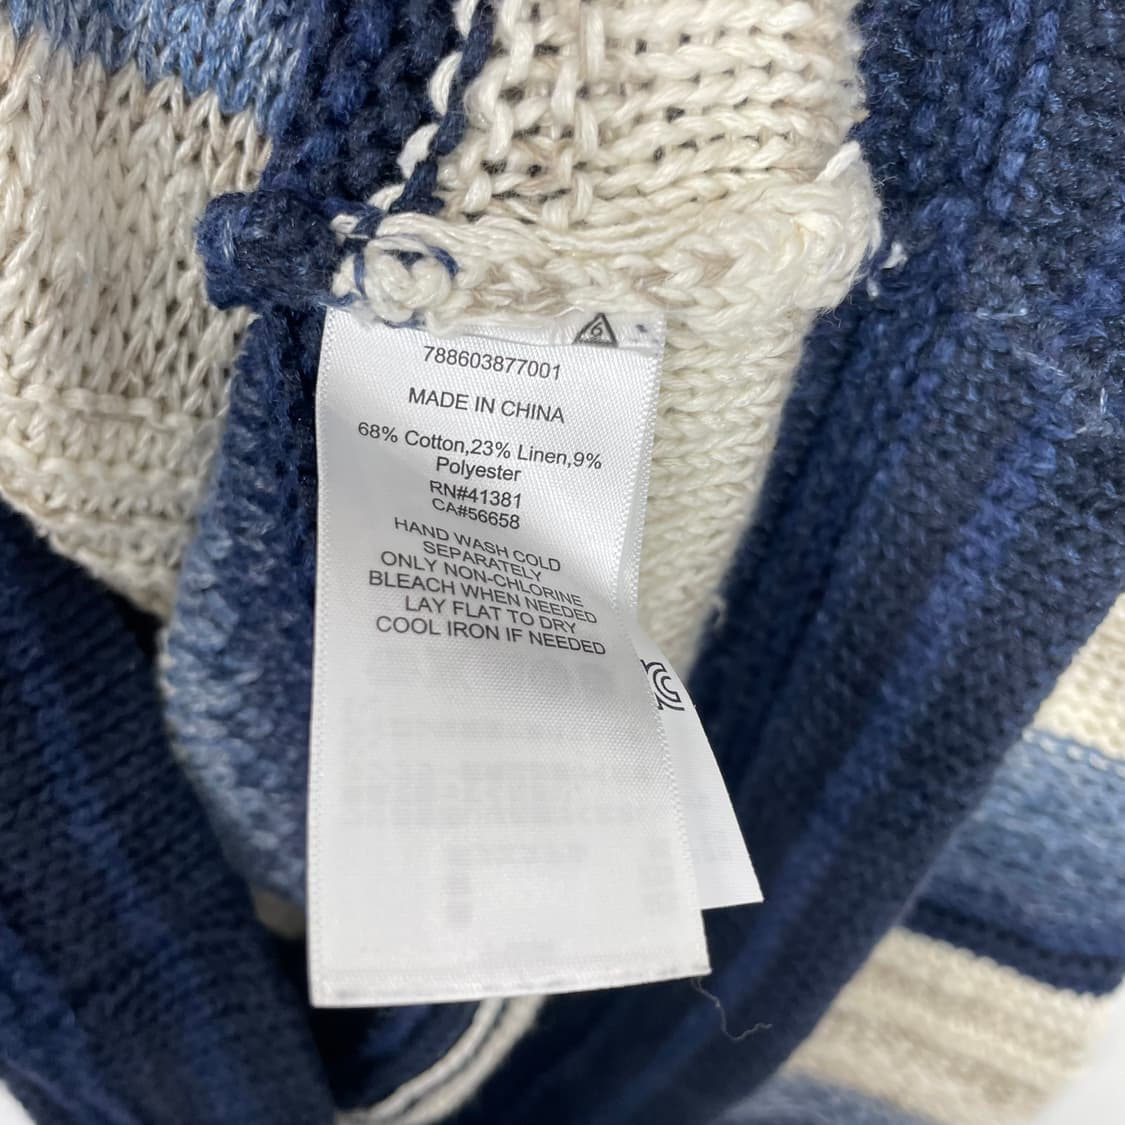 6
788603877001
MADE IN CHINA
68% Cotton,23% Linen,9%
Polyester
RN#41381
CA#56658
HAND WASH COLD
SEPARATELY
ONLY NON-CHLORINE
BLEACH WHEN NEEDED
LAY FLAT TO DRY
COOL IRON IF NEEDED